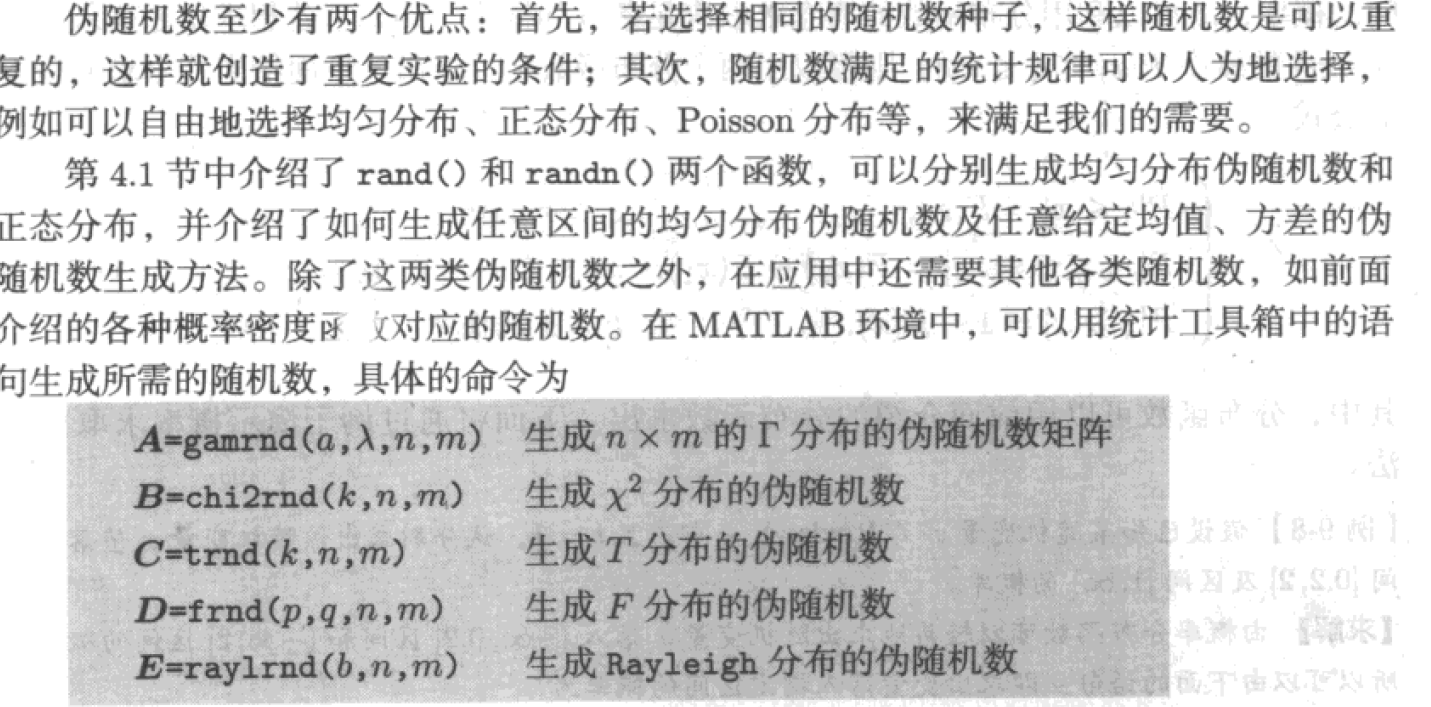 伪随机数至少有两个优点：首先，若选择相同的随机数种子，这样随机数是可以重
复的，这样就创造了重复实验的条件；其次，随机数满足的统计规律可以人为地选择，
例如可以自由地选择均匀分布、正态分布、Poisson 分布等，来满足我们的需要。
第 4.1 节中介绍了 rand() 和 randn() 两个函数，可以分别生成均匀分布伪随机数和
正态分布，并介绍了如何生成任意区间的均匀分布伪随机数及任意给定均值、方差的伪
随机数生成方法。除了这两类伪随机数之外，在应用中还需要其他各类随机数，如前面
介绍的各种概率密度函数对应的随机数。在 MATLAB 环境中，可以用统计工具箱中的语
句生成所需的随机数，具体的命令为
A=gamrnd(a,λ,n,m) 生成 n × m 的 Γ 分布的伪随机数矩阵
B=chi2rnd(k,n,m) 生成 χ² 分布的伪随机数
C=trnd(k,n,m) 生成 T 分布的伪随机数
D=frnd(p,q,n,m) 生成 F 分布的伪随机数
E=raylrnd(b,n,m) 生成 Rayleigh 分布的伪随机数